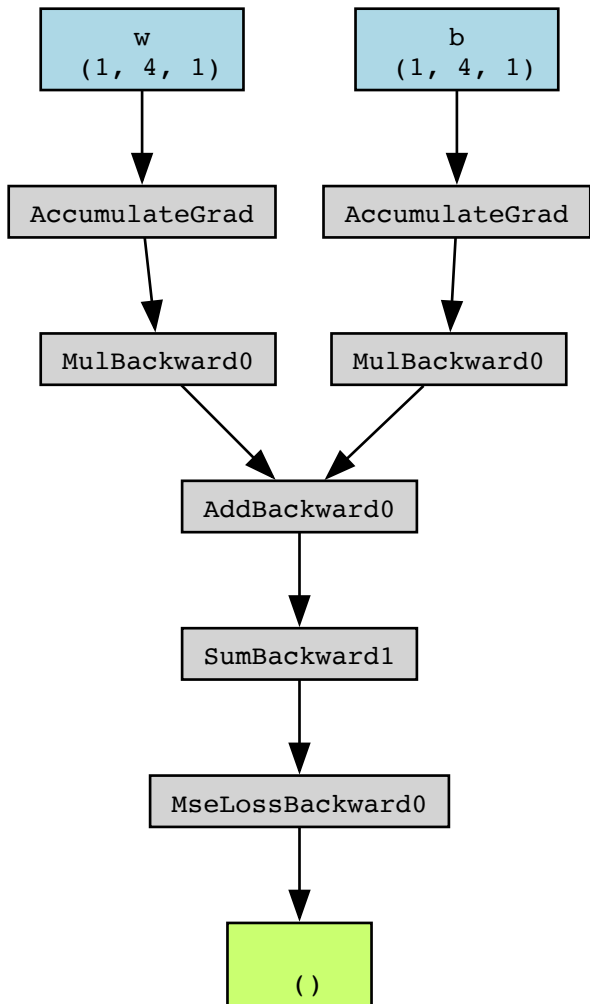 w
(1, 4, 1)
b
(1, 4, 1)
AccumulateGrad
AccumulateGrad
MulBackward0
MulBackward0
AddBackward0
SumBackward1
MseLossBackward0
()